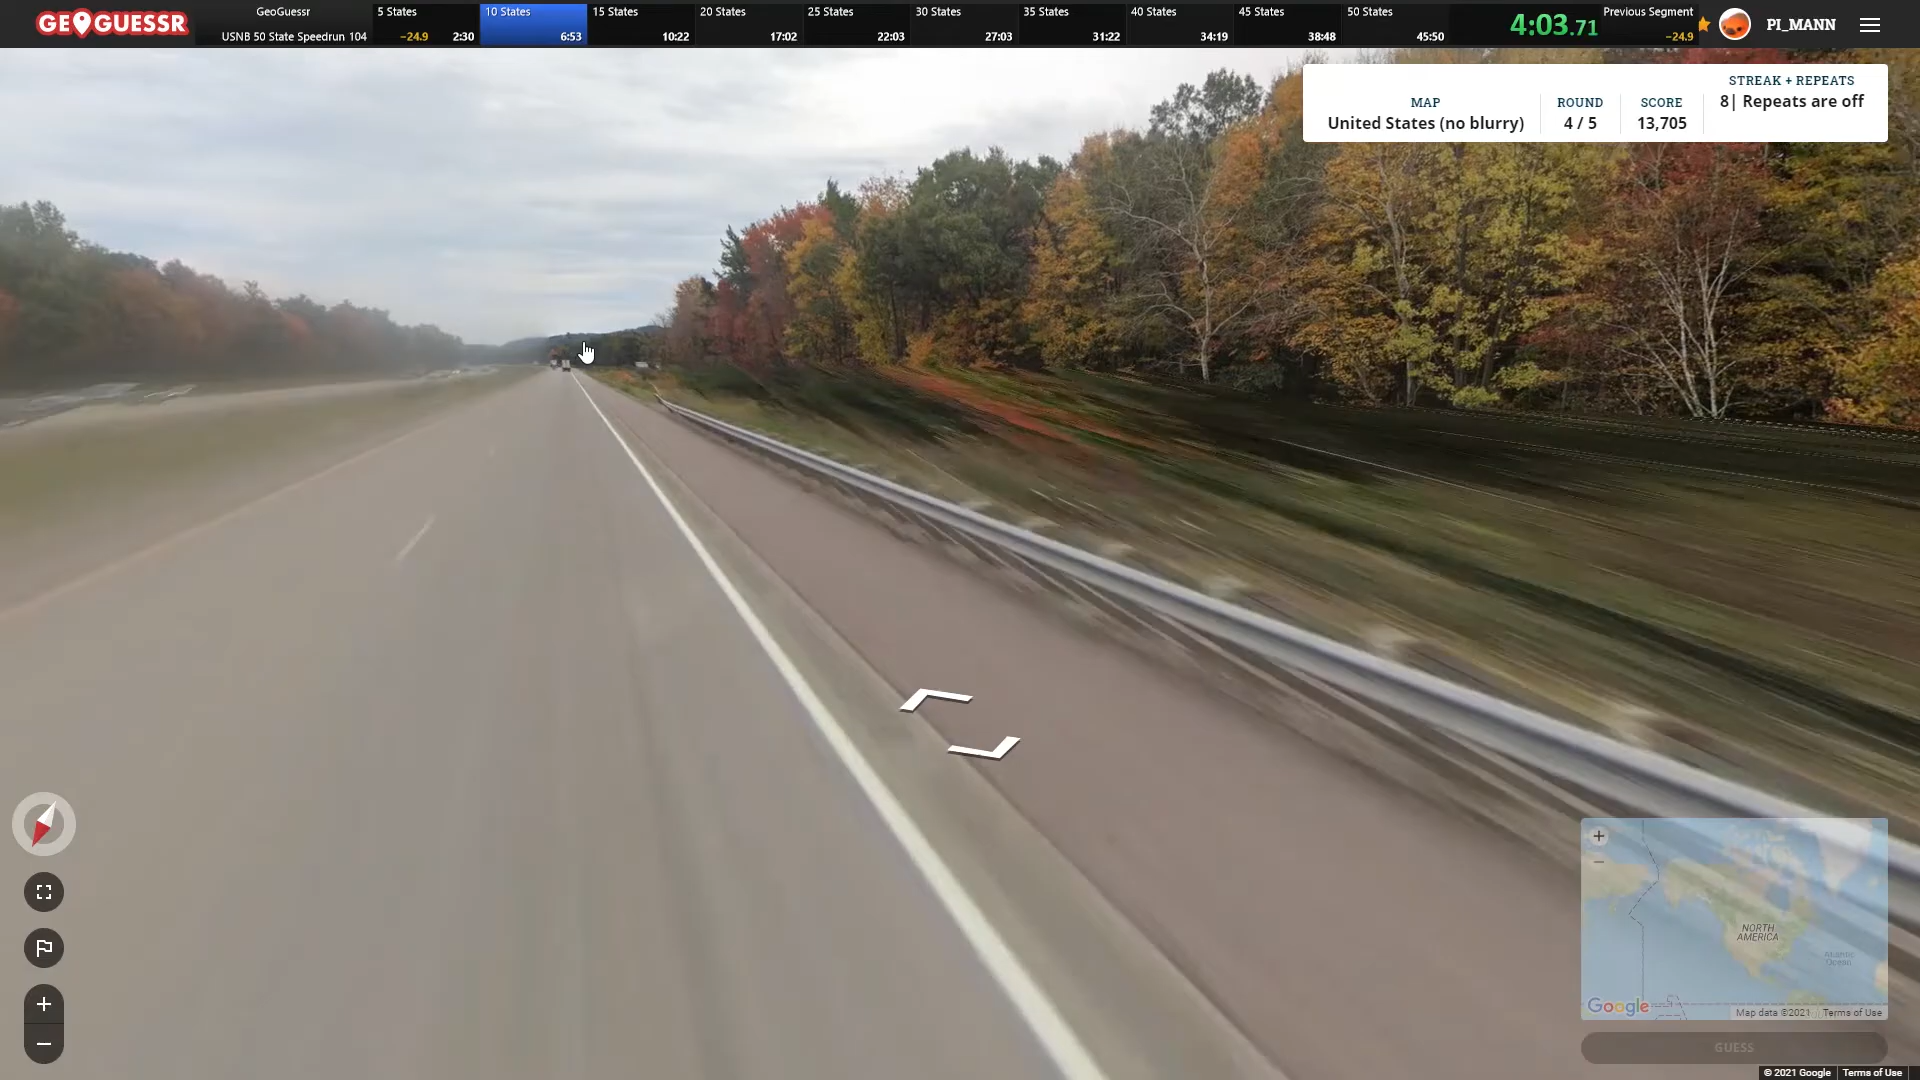 GEOGUESSR
GeoGuessr
USNB 50 State Speedrun 104
5 States
−24.9 2:30
10 States
6:53
15 States
10:22
20 States
17:02
25 States
22:03
30 States
27:03
35 States
31:22
40 States
34:19
45 States
38:48
50 States
45:50
4:03.71
Previous Segment
−24.9
PI_MANN
MAP
United States (no blurry)
ROUND
4 / 5
SCORE
13,705
STREAK + REPEATS
8| Repeats are off
NORTH
AMERICA
Atlantic
Ocean
Google
Map data ©2021 Terms of Use
GUESS
© 2021 Google Terms of Use